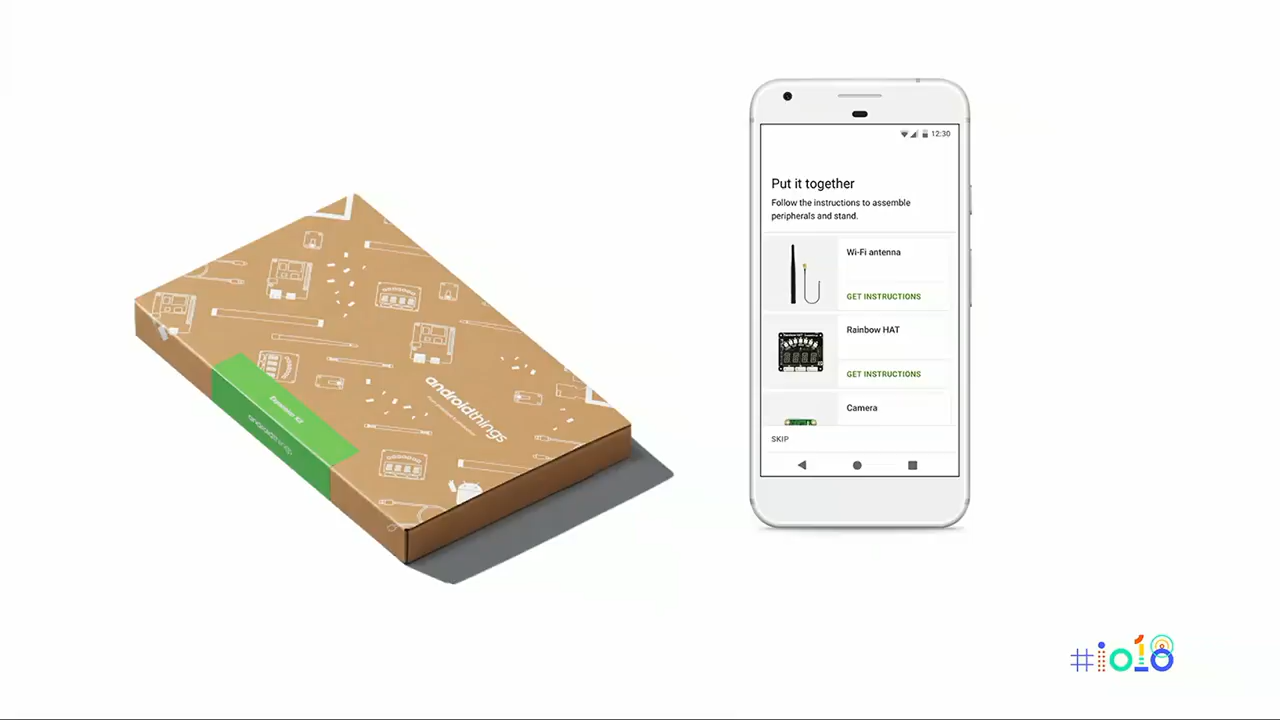 androidthings
12:30
Put it together
Follow the instructions to assemble
peripherals and stand.
Wi-Fi antenna
GET INSTRUCTIONS
Rainbow HAT
GET INSTRUCTIONS
Camera
SKIP
#io18